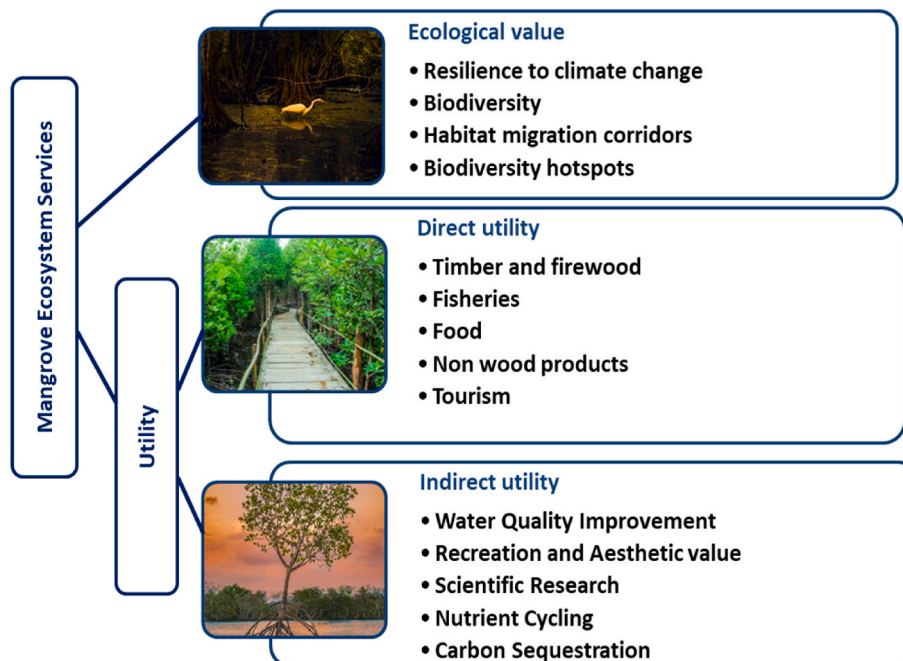 Mangrove Ecosystem Services
Utility
Ecological value
• Resilience to climate change
• Biodiversity
• Habitat migration corridors
• Biodiversity hotspots
Direct utility
• Timber and firewood
• Fisheries
• Food
• Non wood products
• Tourism
Indirect utility
• Water Quality Improvement
• Recreation and Aesthetic value
• Scientific Research
• Nutrient Cycling
• Carbon Sequestration